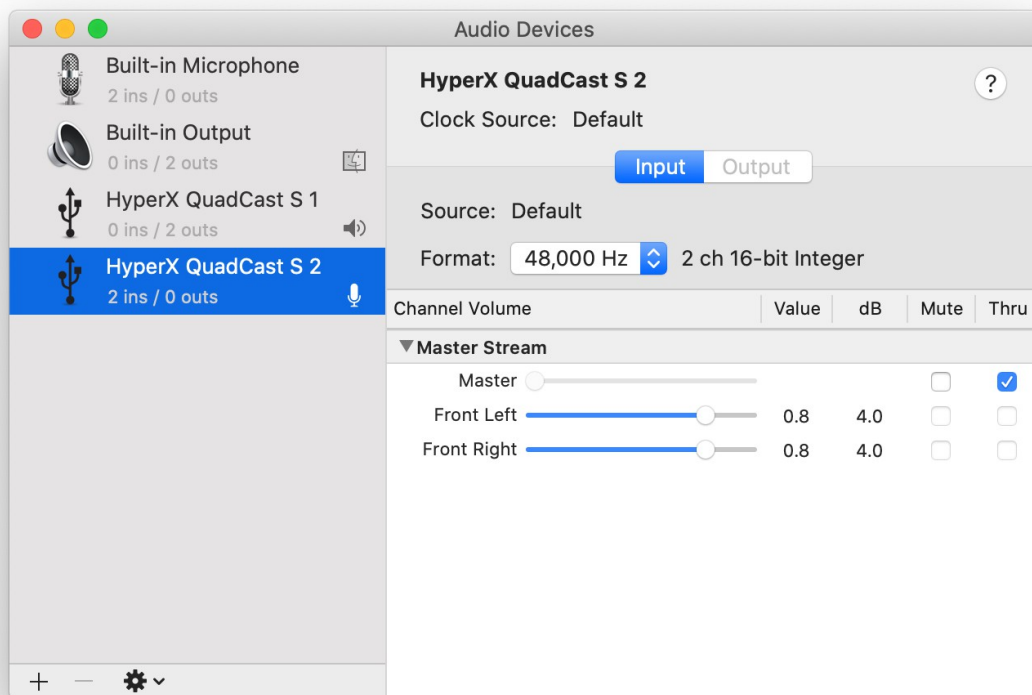 Audio Devices
Built-in Microphone
2 ins / 0 outs
Built-in Output
0 ins / 2 outs
HyperX QuadCast S 1
0 ins / 2 outs
HyperX QuadCast S 2
2 ins / 0 outs
HyperX QuadCast S 2
?
Clock Source: Default
Input Output
Source: Default
Format: 48,000 Hz 2 ch 16-bit Integer
Channel Volume Value dB Mute Thru
Master Stream
Master
Front Left 0.8 4.0
Front Right 0.8 4.0